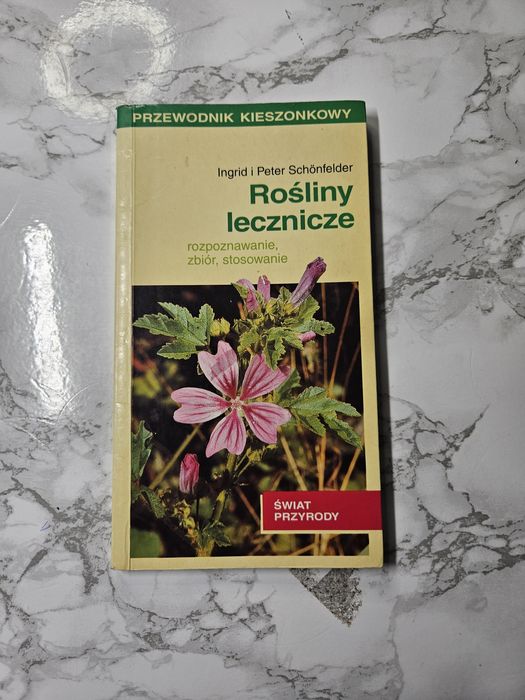 PRZEWODNIK KIESZONKOWY
Ingrid i Peter Schönfelder
Rośliny
lecznicze
rozpoznawanie,
zbiór, stosowanie
ŚWIAT
PRZYRODY